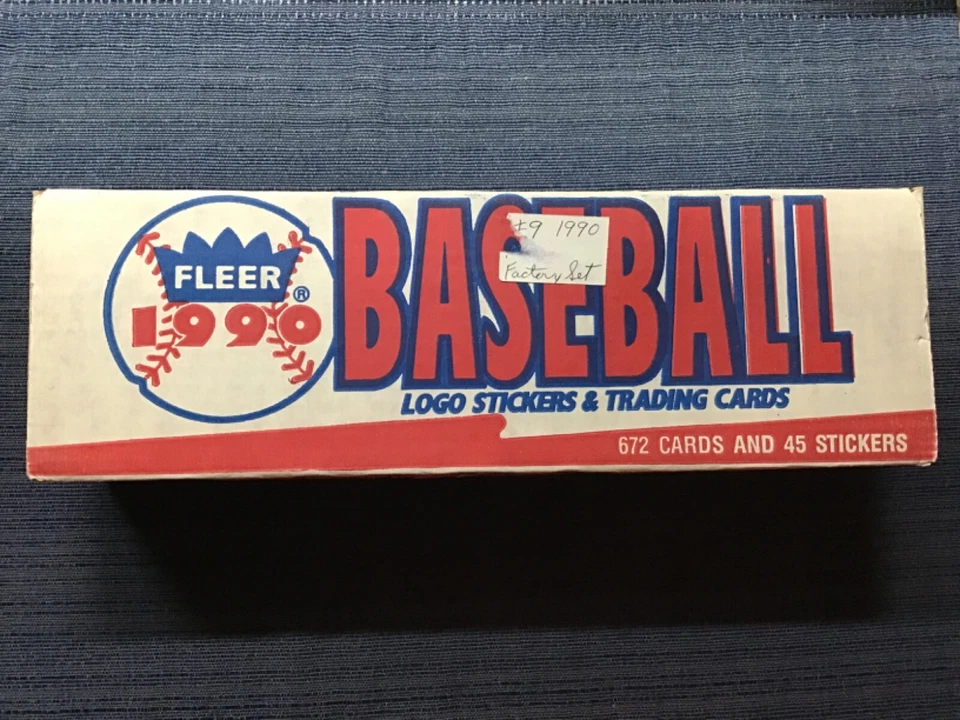 FLEER®
1990
BASEBALL
#9 1990
Factory Set
LOGO STICKERS & TRADING CARDS
672 CARDS AND 45 STICKERS